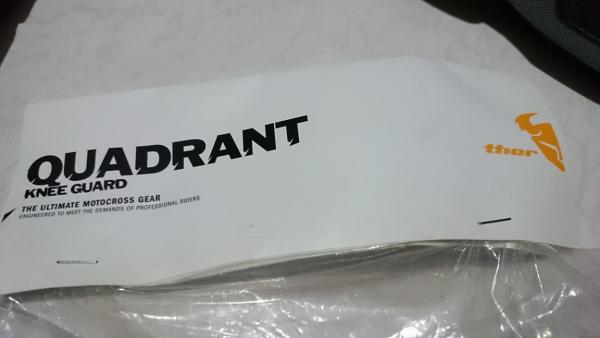 QUADRANT
KNEE GUARD
THE ULTIMATE MOTOCROSS GEAR
ENGINEERED TO MEET THE DEMANDS OF PROFESSIONAL RIDERS
thor